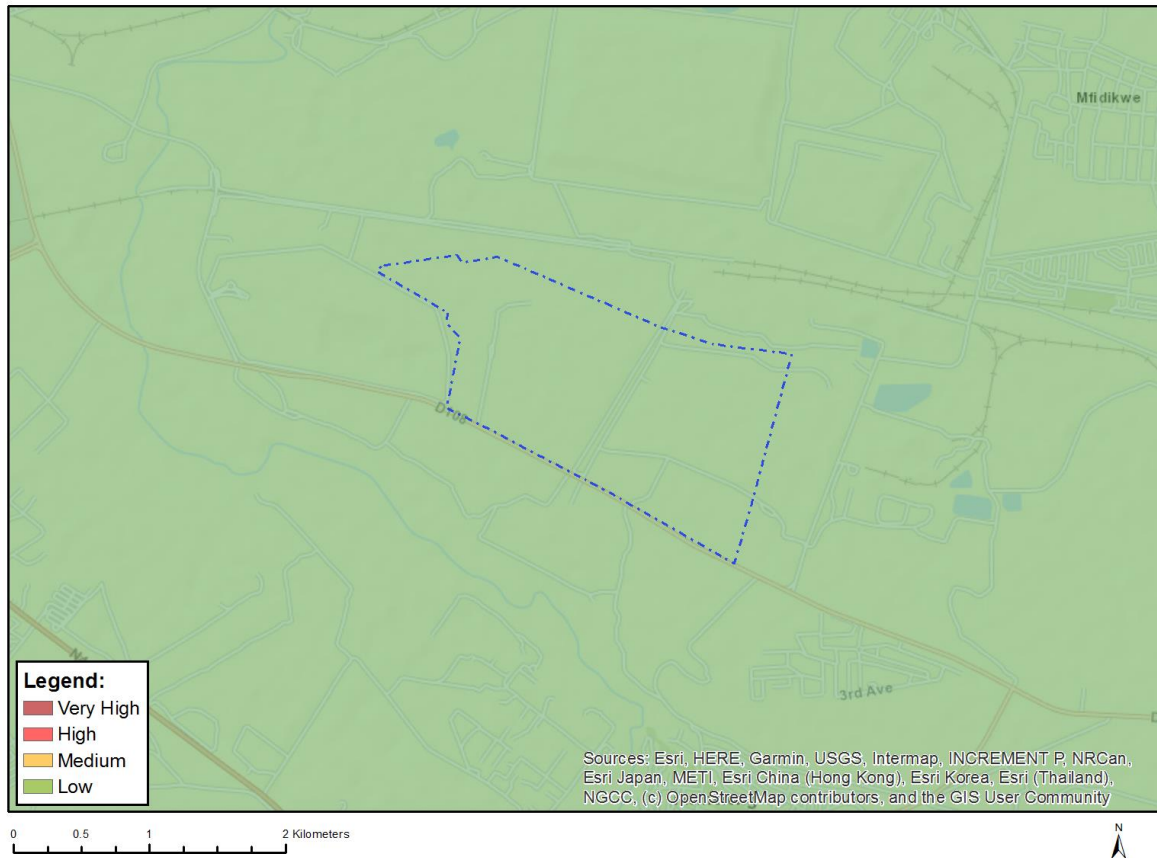 Mfidikwe
D108
3rd Ave
Legend:
Very High
High
Medium
Low
Sources: Esri, HERE, Garmin, USGS, Intermap, INCREMENT P, NRCan,
Esri Japan, METI, Esri China (Hong Kong), Esri Korea, Esri (Thailand),
NGCC, (c) OpenStreetMap contributors, and the GIS User Community
0 0.5 1 2 Kilometers
N